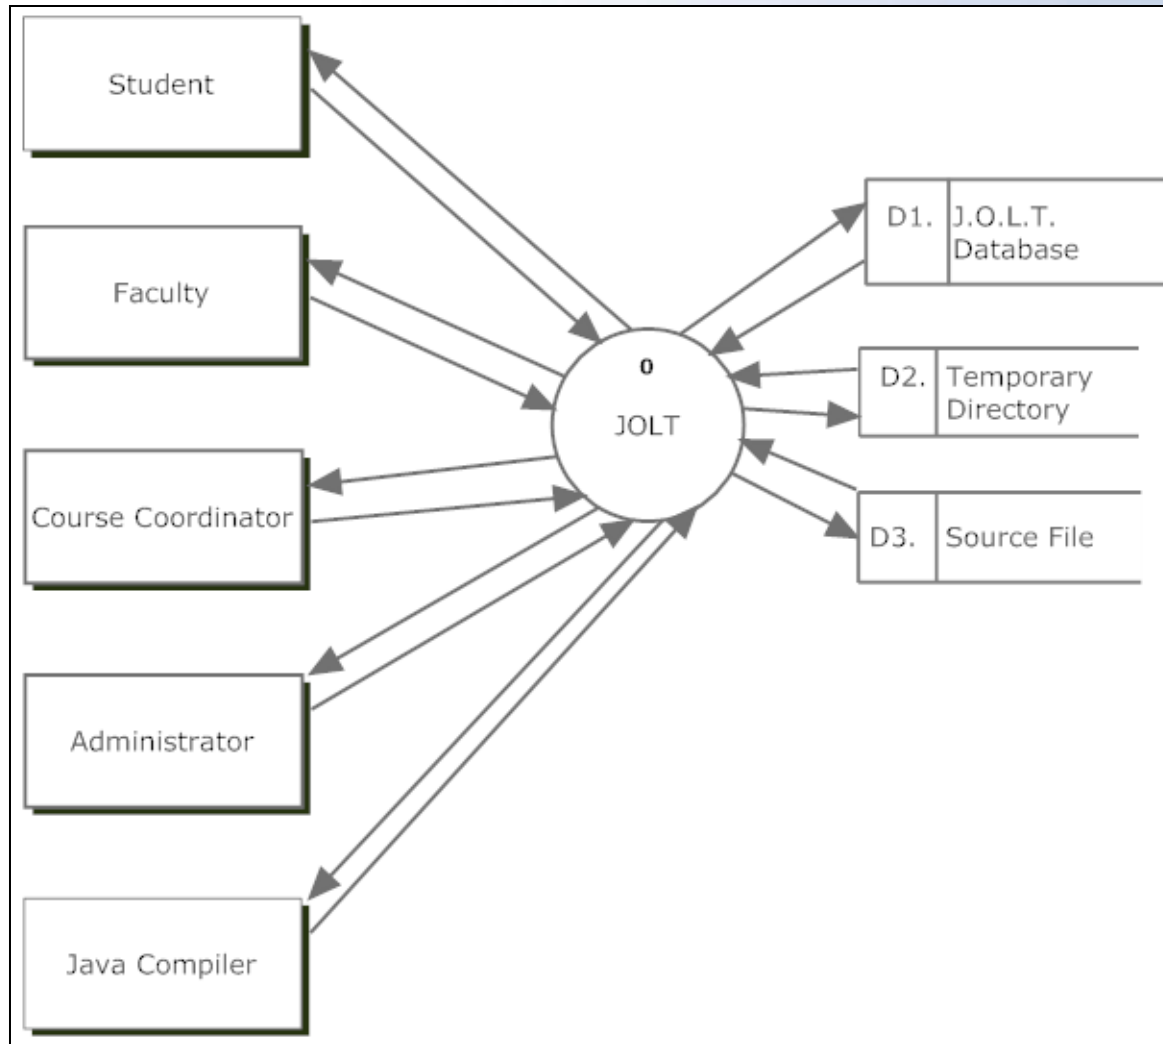 Student
Faculty
Course Coordinator
Administrator
Java Compiler
0
JOLT
D1. J.O.L.T.
Database
D2. Temporary
Directory
D3. Source File